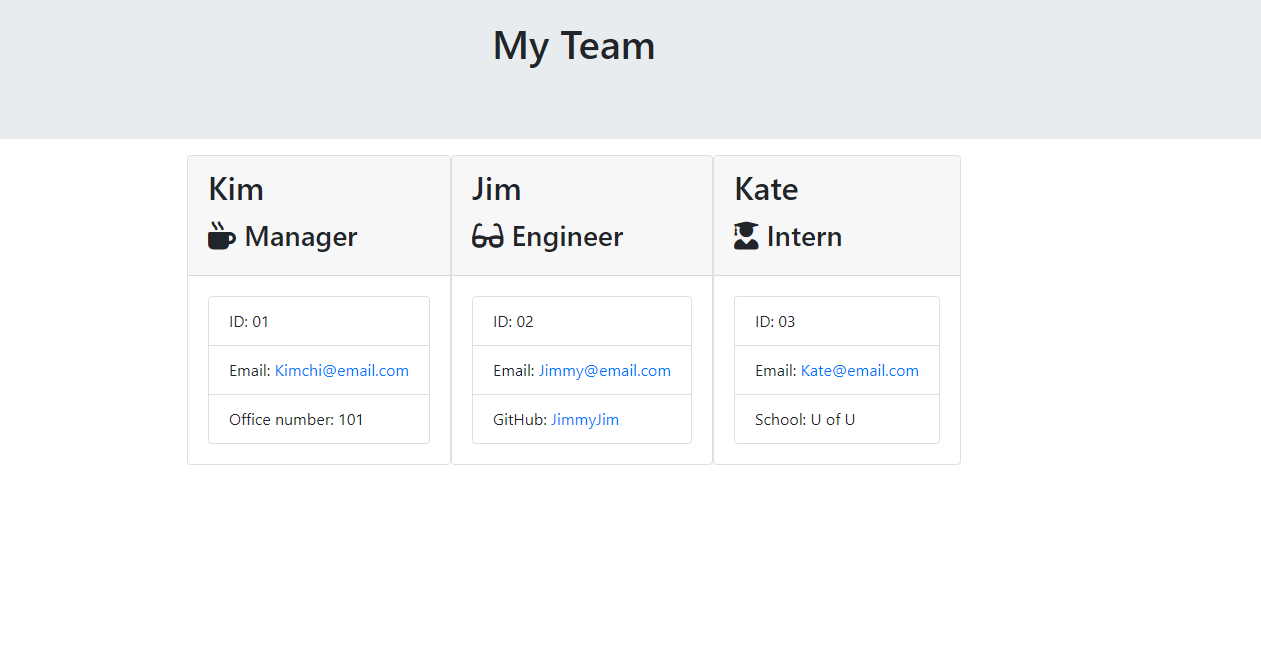 My Team
Kim
Manager
ID: 01
Email: Kimchi@email.com
Office number: 101
Jim
Engineer
ID: 02
Email: Jimmy@email.com
GitHub: JimmyJim
Kate
Intern
ID: 03
Email: Kate@email.com
School: U of U